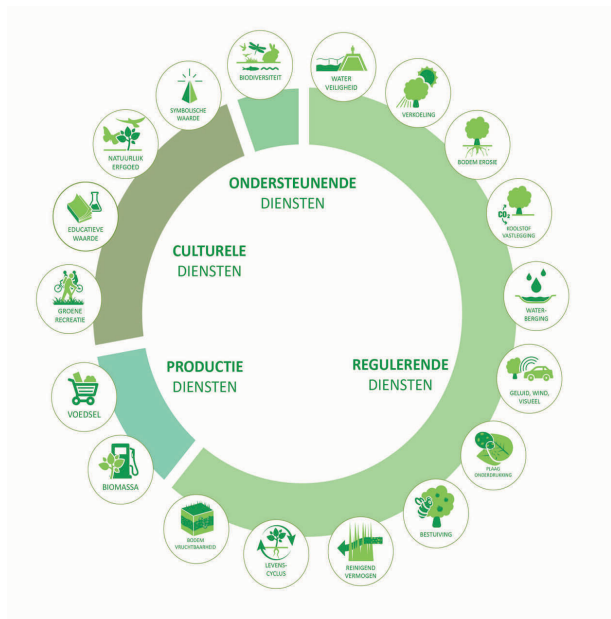 BIODIVERSITEIT
WATER
VEILIGHEID
VERKOELING
BODEM EROSIE
CO₂
KOOLSTOF
VASTLEGGING
WATER-
BERGING
GELUID, WIND,
VISUEEL
PLAAG
ONDERDRUKKING
BESTUIVING
REINIGEND
VERMOGEN
LEVENS-
CYCLUS
BODEM
VRUCHTBAARHEID
BIOMASSA
VOEDSEL
GROENE
RECREATIE
EDUCATIEVE
WAARDE
NATUURLIJK
ERFGOED
SYMBOLISCHE
WAARDE
ONDERSTEUNENDE
DIENSTEN
CULTURELE
DIENSTEN
PRODUCTIE
DIENSTEN
REGULERENDE
DIENSTEN